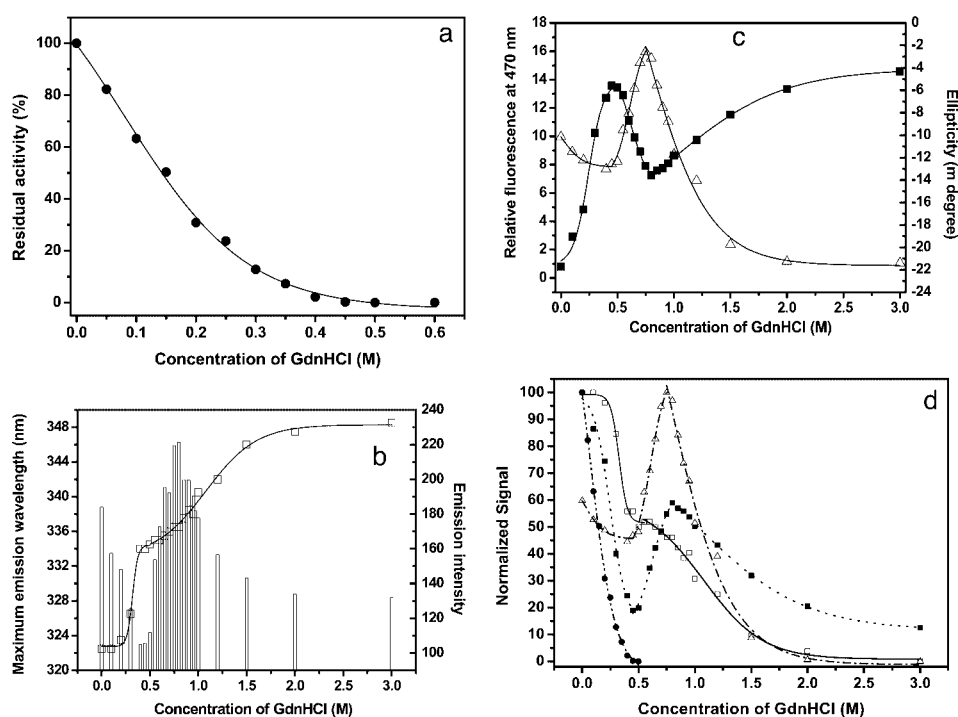 a
100
80
60
40
20
0
Residual acitivity (%)
0.0 0.1 0.2 0.3 0.4 0.5 0.6
Concentration of GdnHCl (M)
c
18
16
14
12
10
8
6
4
2
0
Relative fluorescence at 470 nm
0
-2
-4
-6
-8
-10
-12
-14
-16
-18
-20
-22
-24
Ellipticity
(m degree)
0.0 0.5 1.0 1.5 2.0 2.5 3.0
Concentration of GdnHCl (M)
b
348
344
340
336
332
328
324
320
Maximum emission wavelength (nm)
240
220
200
180
160
140
120
100
Emission intensity
0.0 0.5 1.0 1.5 2.0 2.5 3.0
Concentration of GdnHCl (M)
d
100
90
80
70
60
50
40
30
20
10
0
Normalized Signal
0.0 0.5 1.0 1.5 2.0 2.5 3.0
Concentration of GdnHCl (M)